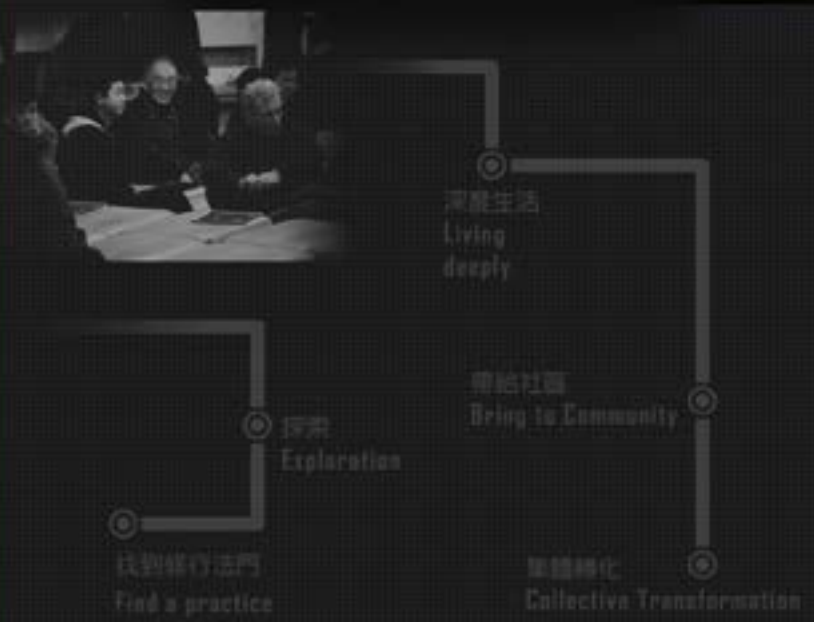 深醒生活
Living
deeply
帶給社區
Bring to Community
探索
Exploration
找到修行法門
Find a practice
集體轉化
Collective Transformation